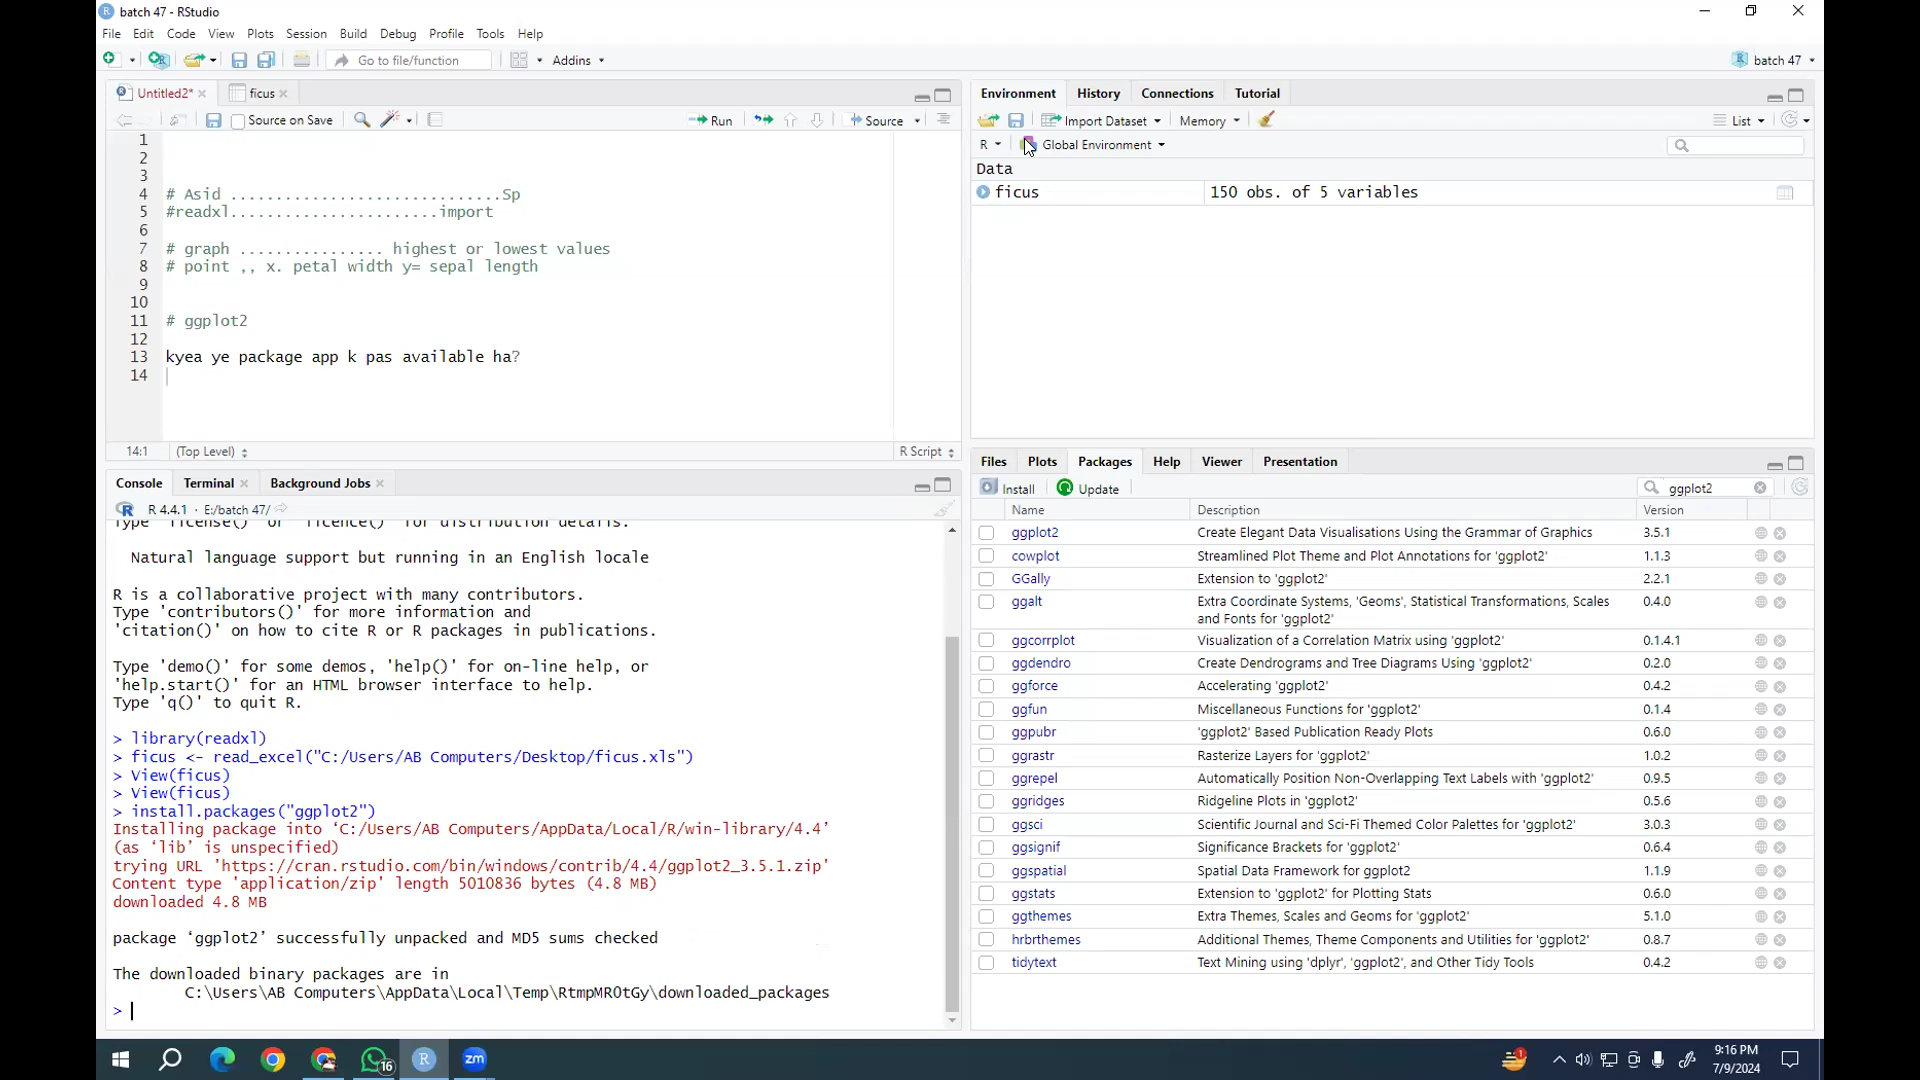 batch 47 - RStudio
File Edit Code View Plots Session Build Debug Profile Tools Help
Go to file/function Addins batch 47
Untitled2* ficus
Source on Save Run Source
1
2
3
4 # Asid ..............................Sp
5 #readxl.......................import
6
7 # graph ................ highest or lowest values
8 # point ,, x. petal width y= sepal length
9
10
11 # ggplot2
12
13 kyea ye package app k pas available ha?
14
14:1 (Top Level) R Script
Console Terminal Background Jobs
R 4.4.1 · E:/batch 47/
Type 'license()' or 'licence()' for distribution details.
Natural language support but running in an English locale
R is a collaborative project with many contributors.
Type 'contributors()' for more information and
'citation()' on how to cite R or R packages in publications.
Type 'demo()' for some demos, 'help()' for on-line help, or
'help.start()' for an HTML browser interface to help.
Type 'q()' to quit R.
> library(readxl)
> ficus <- read_excel("C:/Users/AB Computers/Desktop/ficus.xls")
> View(ficus)
> View(ficus)
> install.packages("ggplot2")
Installing package into ‘C:/Users/AB Computers/AppData/Local/R/win-library/4.4’
(as ‘lib’ is unspecified)
trying URL 'https://cran.rstudio.com/bin/windows/contrib/4.4/ggplot2_3.5.1.zip'
Content type 'application/zip' length 5010836 bytes (4.8 MB)
downloaded 4.8 MB
package ‘ggplot2’ successfully unpacked and MD5 sums checked
The downloaded binary packages are in
C:\Users\AB Computers\AppData\Local\Temp\RtmpMR0tGy\downloaded_packages
>
Environment History Connections Tutorial
Import Dataset Memory List
R Global Environment
Data
ficus 150 obs. of 5 variables
Files Plots Packages Help Viewer Presentation
Install Update ggplot2
Name Description Version
ggplot2 Create Elegant Data Visualisations Using the Grammar of Graphics 3.5.1
cowplot Streamlined Plot Theme and Plot Annotations for 'ggplot2' 1.1.3
GGally Extension to 'ggplot2' 2.2.1
ggalt Extra Coordinate Systems, 'Geoms', Statistical Transformations, Scales 0.4.0
and Fonts for 'ggplot2'
ggcorrplot Visualization of a Correlation Matrix using 'ggplot2' 0.1.4.1
ggdendro Create Dendrograms and Tree Diagrams Using 'ggplot2' 0.2.0
ggforce Accelerating 'ggplot2' 0.4.2
ggfun Miscellaneous Functions for 'ggplot2' 0.1.4
ggpubr 'ggplot2' Based Publication Ready Plots 0.6.0
ggrastr Rasterize Layers for 'ggplot2' 1.0.2
ggrepel Automatically Position Non-Overlapping Text Labels with 'ggplot2' 0.9.5
ggridges Ridgeline Plots in 'ggplot2' 0.5.6
ggsci Scientific Journal and Sci-Fi Themed Color Palettes for 'ggplot2' 3.0.3
ggsignif Significance Brackets for 'ggplot2' 0.6.4
ggspatial Spatial Data Framework for ggplot2 1.1.9
ggstats Extension to 'ggplot2' for Plotting Stats 0.6.0
ggthemes Extra Themes, Scales and Geoms for 'ggplot2' 5.1.0
hrbrthemes Additional Themes, Theme Components and Utilities for 'ggplot2' 0.8.7
tidytext Text Mining using 'dplyr', 'ggplot2', and Other Tidy Tools 0.4.2
16 R zm 1 9:16 PM
7/9/2024